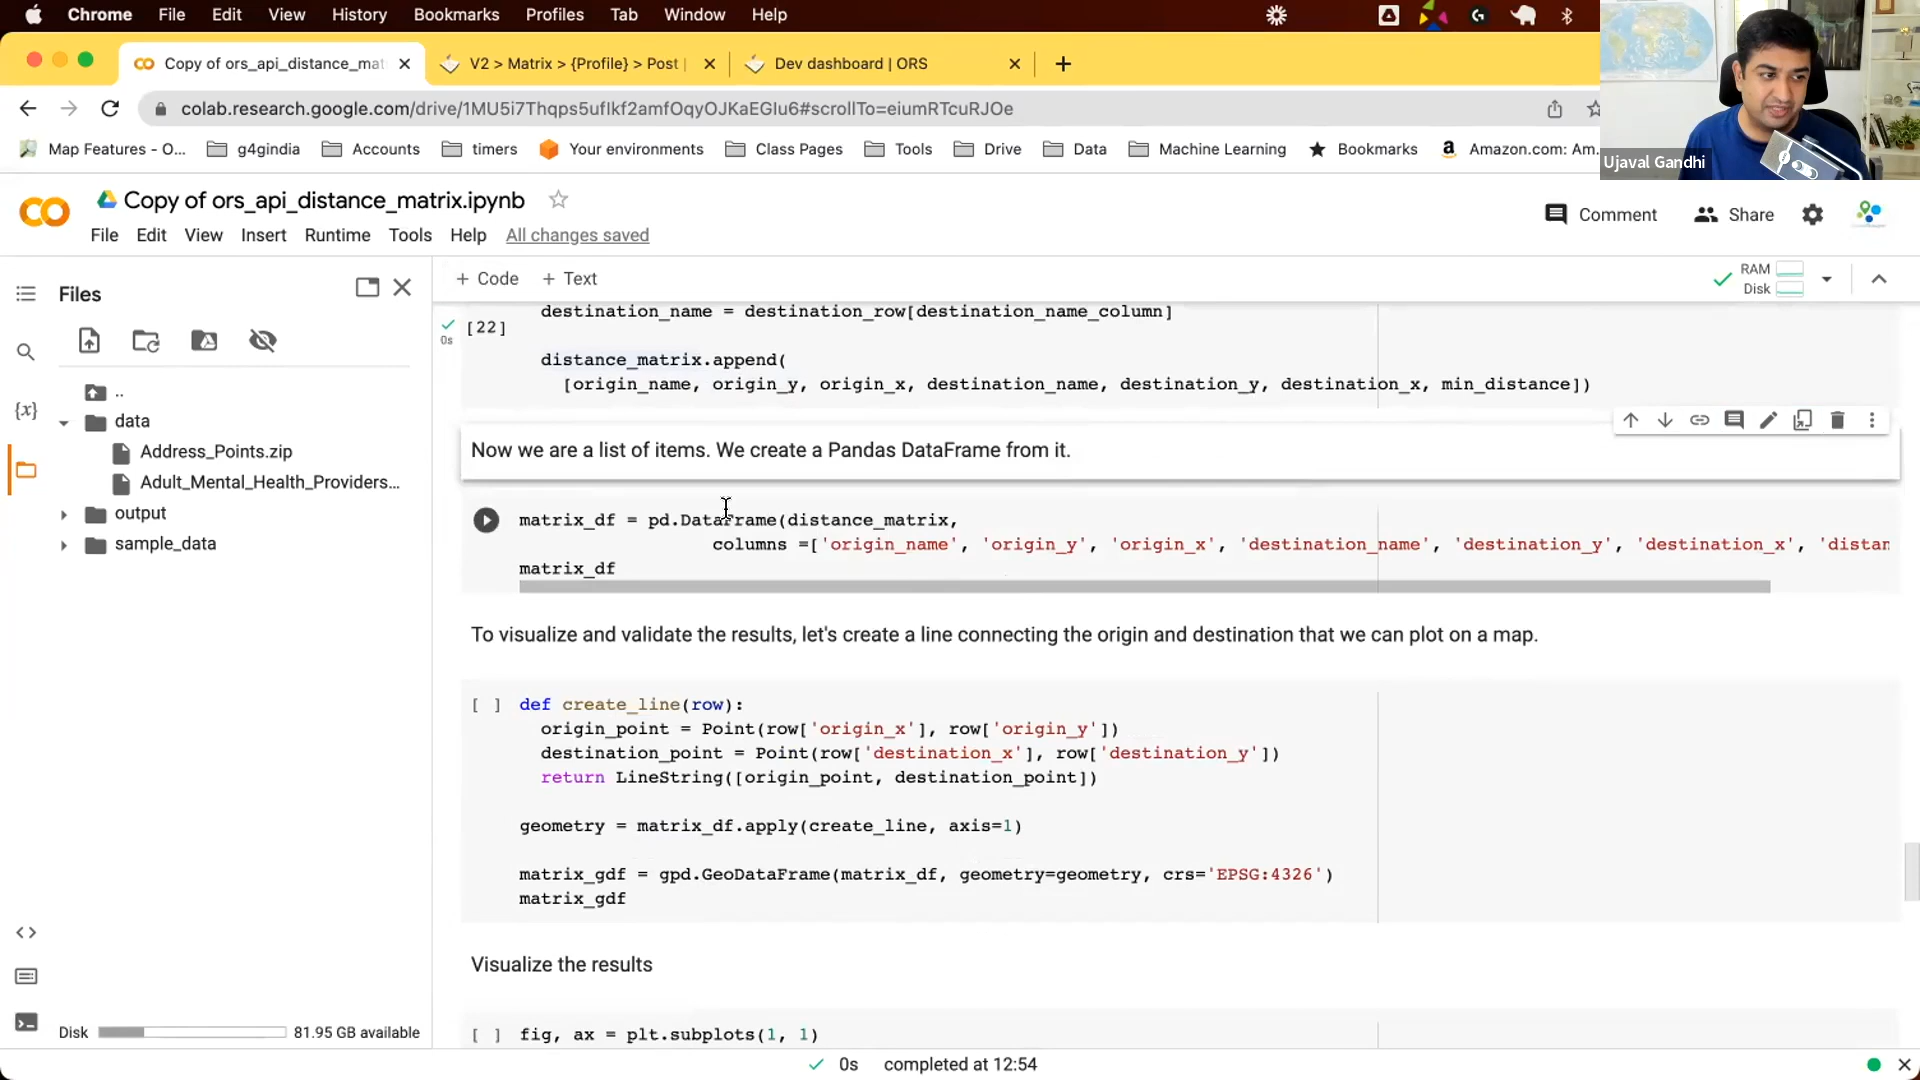 Chrome File Edit View History Bookmarks Profiles Tab Window Help
Copy of ors_api_distance_mat
V2 > Matrix > {Profile} > Post |
Dev dashboard | ORS
colab.research.google.com/drive/1MU5i7Thqps5uflkf2amfOqyOJKaEGlu6#scrollTo=eiumRTcuRJOe
Map Features - O... g4gindia Accounts timers Your environments Class Pages Tools Drive Data Machine Learning Bookmarks Amazon.com: Am.
Ujaval Gandhi
Copy of ors_api_distance_matrix.ipynb
Comment Share
File Edit View Insert Runtime Tools Help All changes saved
Files
+ Code + Text
RAM
Disk
destination_name = destination_row[destination_name_column]
[22]
0s
distance_matrix.append(
[origin_name, origin_y, origin_x, destination_name, destination_y, destination_x, min_distance])
..
data
Address_Points.zip
Adult_Mental_Health_Providers...
output
sample_data
Now we are a list of items. We create a Pandas DataFrame from it.
matrix_df = pd.DataFrame(distance_matrix,
columns =['origin_name', 'origin_y', 'origin_x', 'destination_name', 'destination_y', 'destination_x', 'distan
matrix_df
To visualize and validate the results, let's create a line connecting the origin and destination that we can plot on a map.
[ ] def create_line(row):
origin_point = Point(row['origin_x'], row['origin_y'])
destination_point = Point(row['destination_x'], row['destination_y'])
return LineString([origin_point, destination_point])
geometry = matrix_df.apply(create_line, axis=1)
matrix_gdf = gpd.GeoDataFrame(matrix_df, geometry=geometry, crs='EPSG:4326')
matrix_gdf
Visualize the results
[ ] fig, ax = plt.subplots(1, 1)
Disk 81.95 GB available
0s completed at 12:54